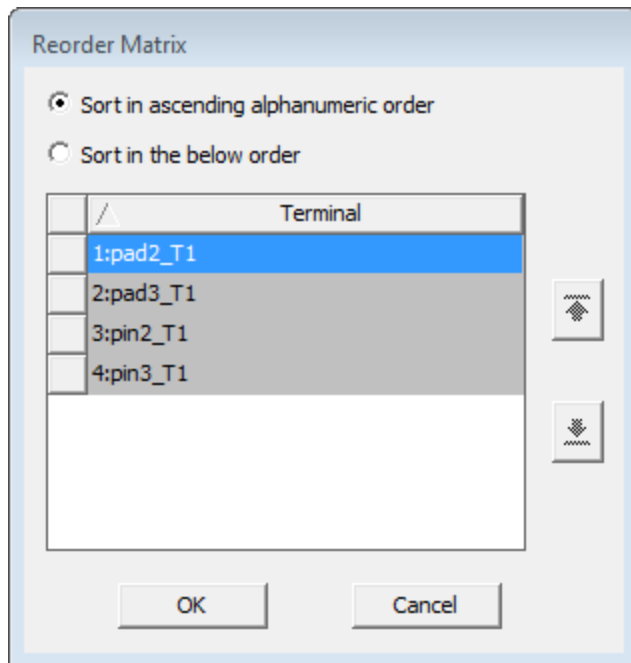 Reorder Matrix
Sort in ascending alphanumeric order
Sort in the below order
Terminal
1:pad2_T1
2:pad3_T1
3:pin2_T1
4:pin3_T1
OK Cancel